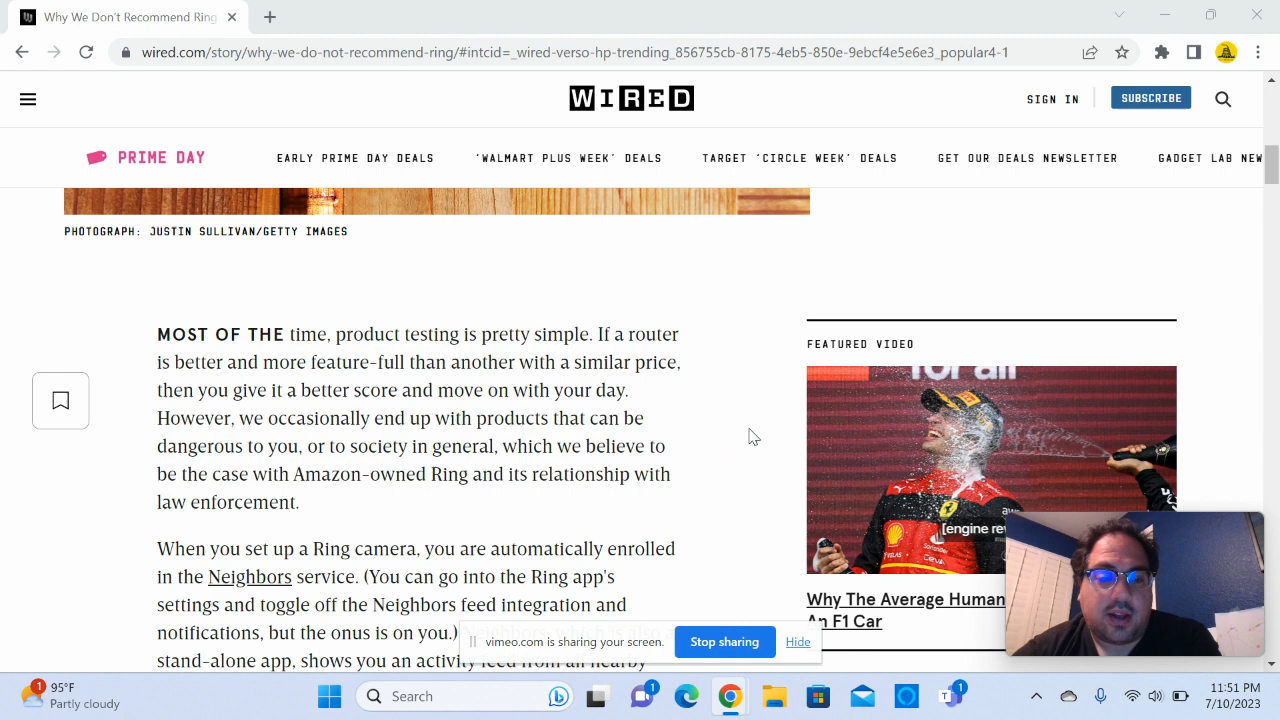 Why We Don't Recommend Ring
wired.com/story/why-we-do-not-recommend-ring/#intcid=_wired-verso-hp-trending_856755cb-8175-4eb5-850e-9ebcf4e5e6e3_popular4-1
WIRED
SIGN IN
SUBSCRIBE
PRIME DAY
EARLY PRIME DAY DEALS
'WALMART PLUS WEEK' DEALS
TARGET 'CIRCLE WEEK' DEALS
GET OUR DEALS NEWSLETTER
GADGET LAB NEW
PHOTOGRAPH: JUSTIN SULLIVAN/GETTY IMAGES
MOST OF THE time, product testing is pretty simple. If a router
is better and more feature-full than another with a similar price,
then you give it a better score and move on with your day.
However, we occasionally end up with products that can be
dangerous to you, or to society in general, which we believe to
be the case with Amazon-owned Ring and its relationship with
law enforcement.
When you set up a Ring camera, you are automatically enrolled
in the Neighbors service. (You can go into the Ring app's
settings and toggle off the Neighbors feed integration and
notifications, but the onus is on you.)
stand-alone app, shows you an activity feed from all nearby
FEATURED VIDEO
for all
aw
[engine re
Why The Average Human
An F1 Car
vimeo.com is sharing your screen.
Stop sharing
Hide
1
95°F
Partly cloudy
Search
1
1
11:51 PM
7/10/2023